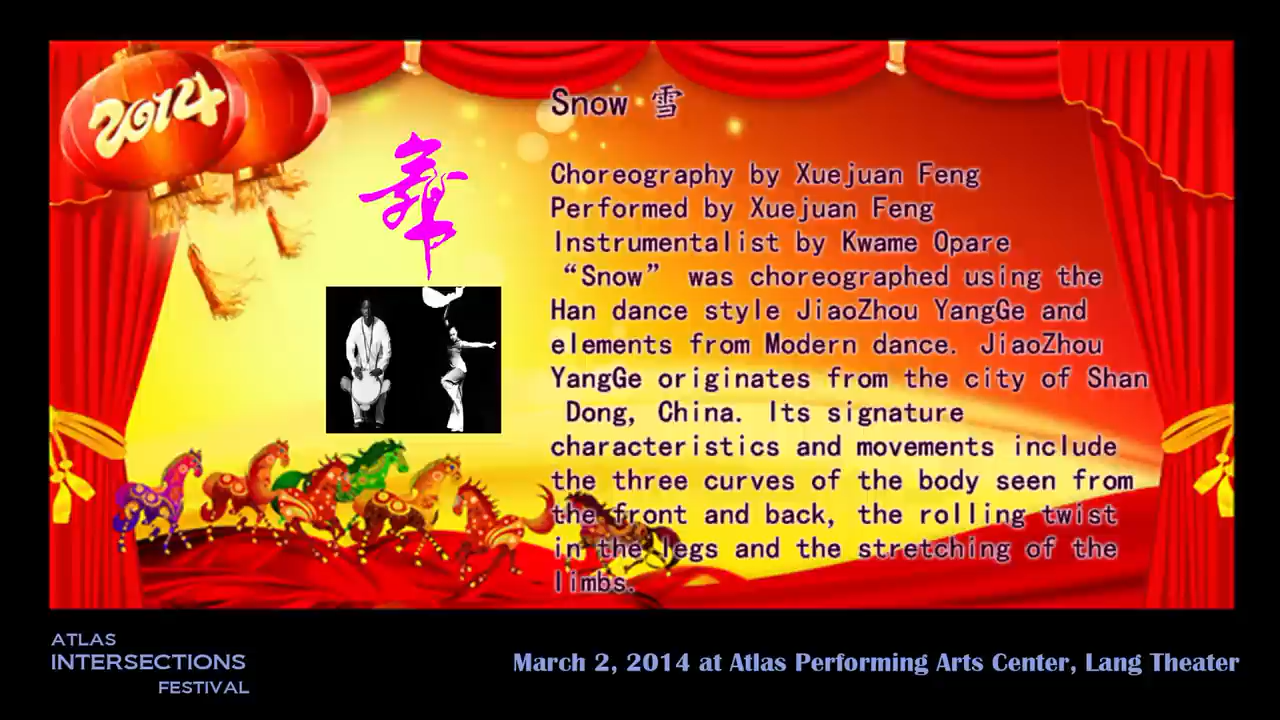 2014
Snow 雪
舞
Choreography by Xuejuan Feng
Performed by Xuejuan Feng
Instrumentalist by Kwame Opare
“Snow” was choreographed using the
Han dance style JiaoZhou YangGe and
elements from Modern dance. JiaoZhou
YangGe originates from the city of Shan
Dong, China. Its signature
characteristics and movements include
the three curves of the body seen from
the front and back, the rolling twist
in the legs and the stretching of the
limbs.
ATLAS
INTERSECTIONS
FESTIVAL
March 2, 2014 at Atlas Performing Arts Center, Lang Theater